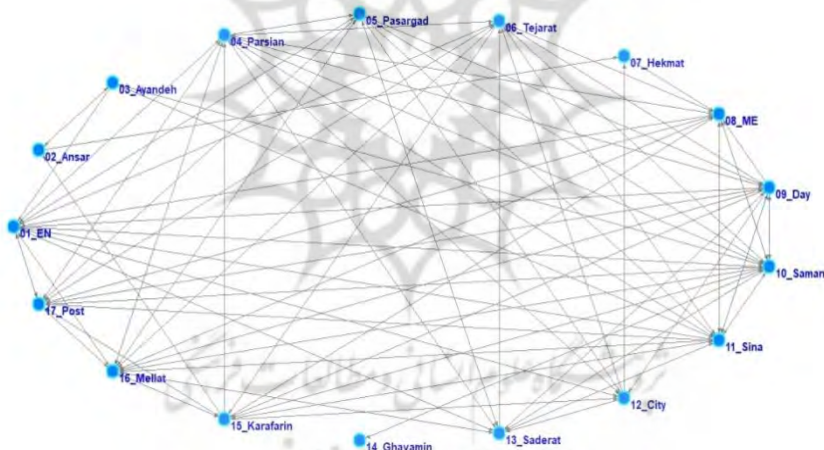 05_Pasargad
06_Tejarat
04_Parsian
07_Hekmat
03_Ayandeh
08_ME
02_Ansar
09_Day
01_EN
10_Saman
17_Post
11_Sina
16_Mellat
12_City
15_Karafarin
13_Saderat
14_Ghavamin